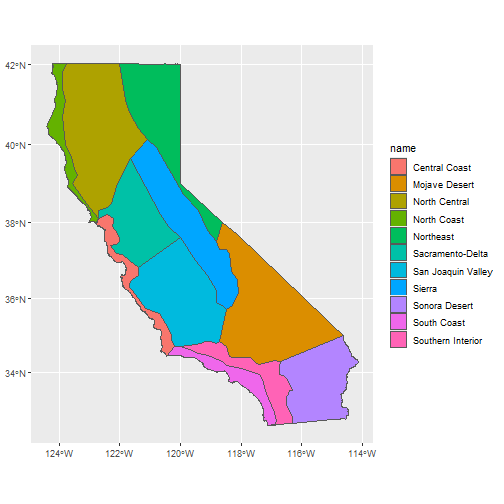 42°N
40°N
38°N
36°N
34°N
124°W
122°W
120°W
118°W
116°W
114°W
name
Central Coast
Mojave Desert
North Central
North Coast
Northeast
Sacramento-Delta
San Joaquin Valley
Sierra
Sonora Desert
South Coast
Southern Interior